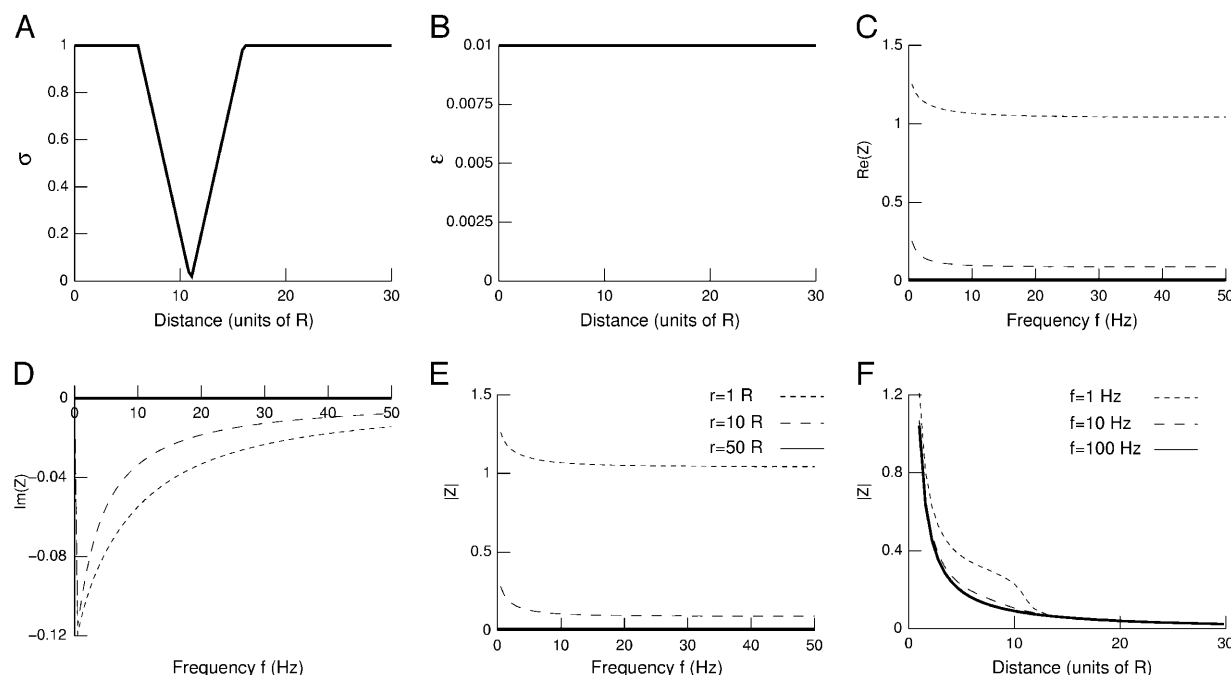 A
σ
1
0.8
0.6
0.4
0.2
0
0 10 20 30
Distance (units of R)
B
ε
0.01
0.0075
0.005
0.0025
0
0 10 20 30
Distance (units of R)
C
Re(Z)
1.5
1
0.5
0
0 10 20 30 40 50
Frequency f (Hz)
D
Im(Z)
0
0 10 20 30 40 50
−0.04
−0.08
−0.12
Frequency f (Hz)
E
|Z|
1.5
1
0.5
0
r=1 R
r=10 R
r=50 R
0 10 20 30 40 50
Frequency f (Hz)
F
|Z|
1.2
0.8
0.4
0
f=1 Hz
f=10 Hz
f=100 Hz
0 10 20 30
Distance (units of R)